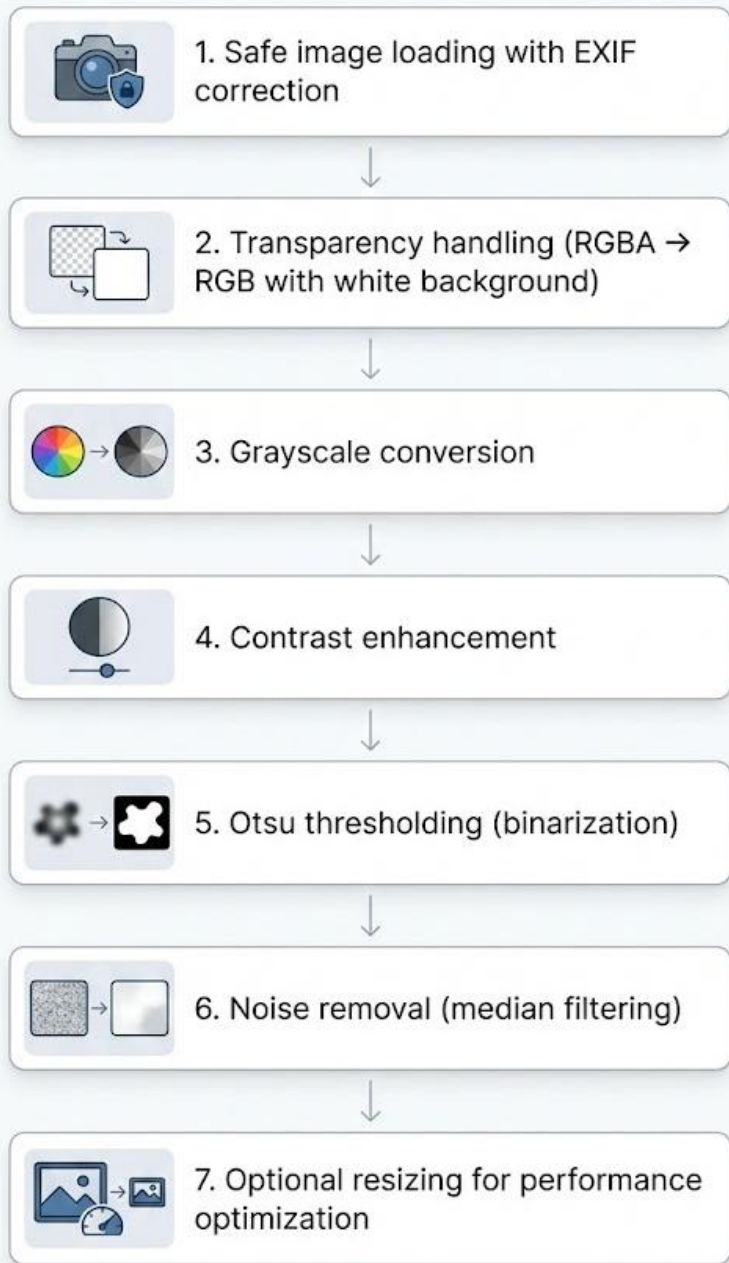 1. Safe image loading with EXIF
correction
2. Transparency handling (RGBA →
RGB with white background)
3. Grayscale conversion
4. Contrast enhancement
5. Otsu thresholding (binarization)
6. Noise removal (median filtering)
7. Optional resizing for performance
optimization